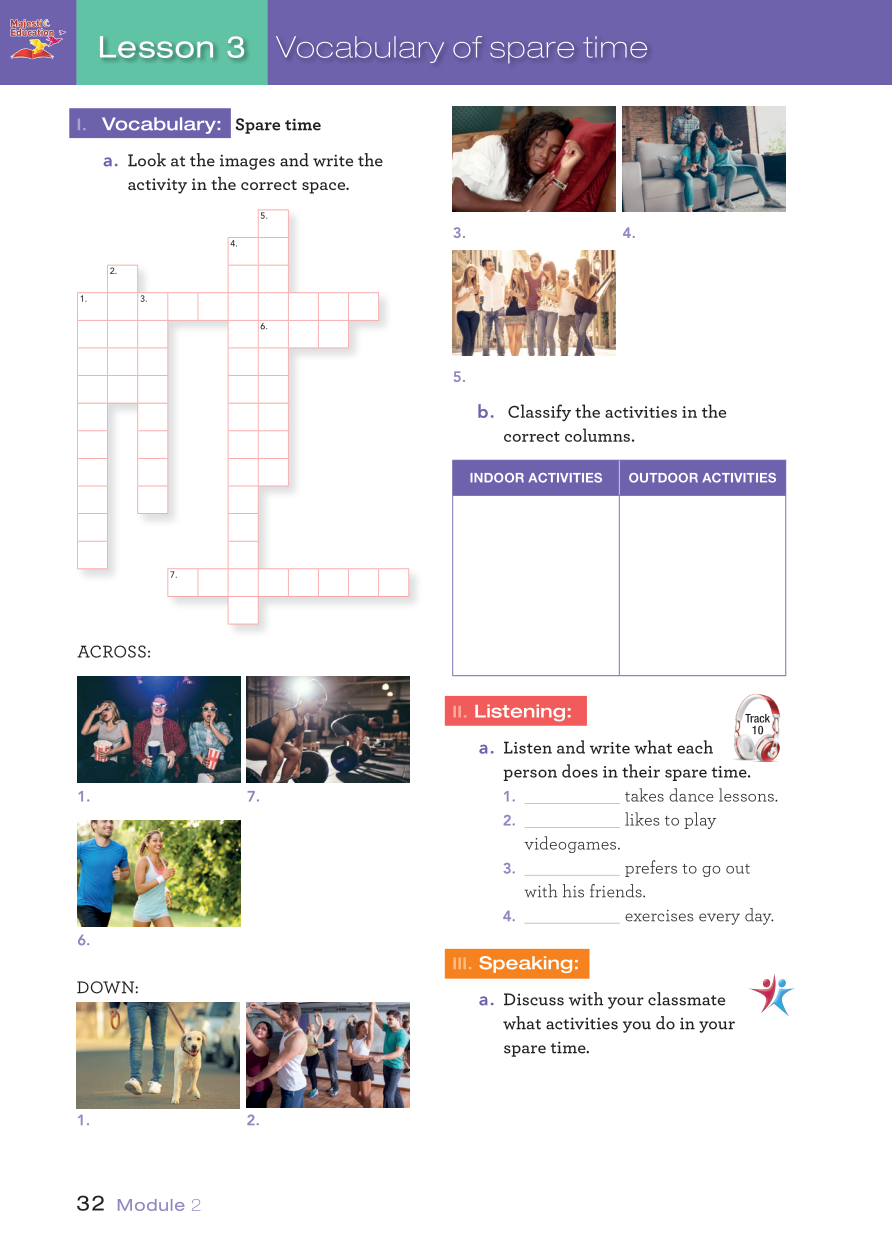 Majestic
Education
Lesson 3 Vocabulary of spare time
I. Vocabulary: Spare time
a. Look at the images and write the
activity in the correct space.
5.
4.
2.
1. 3.
6.
7.
ACROSS:
1. 7.
6.
DOWN:
1. 2.
3. 4.
5.
b. Classify the activities in the
correct columns.
INDOOR ACTIVITIES OUTDOOR ACTIVITIES
II. Listening:
Track
10
a. Listen and write what each
person does in their spare time.
1. ____________ takes dance lessons.
2. ____________ likes to play
videogames.
3. ____________ prefers to go out
with his friends.
4. ____________ exercises every day.
III. Speaking:
a. Discuss with your classmate
what activities you do in your
spare time.
32 Module 2